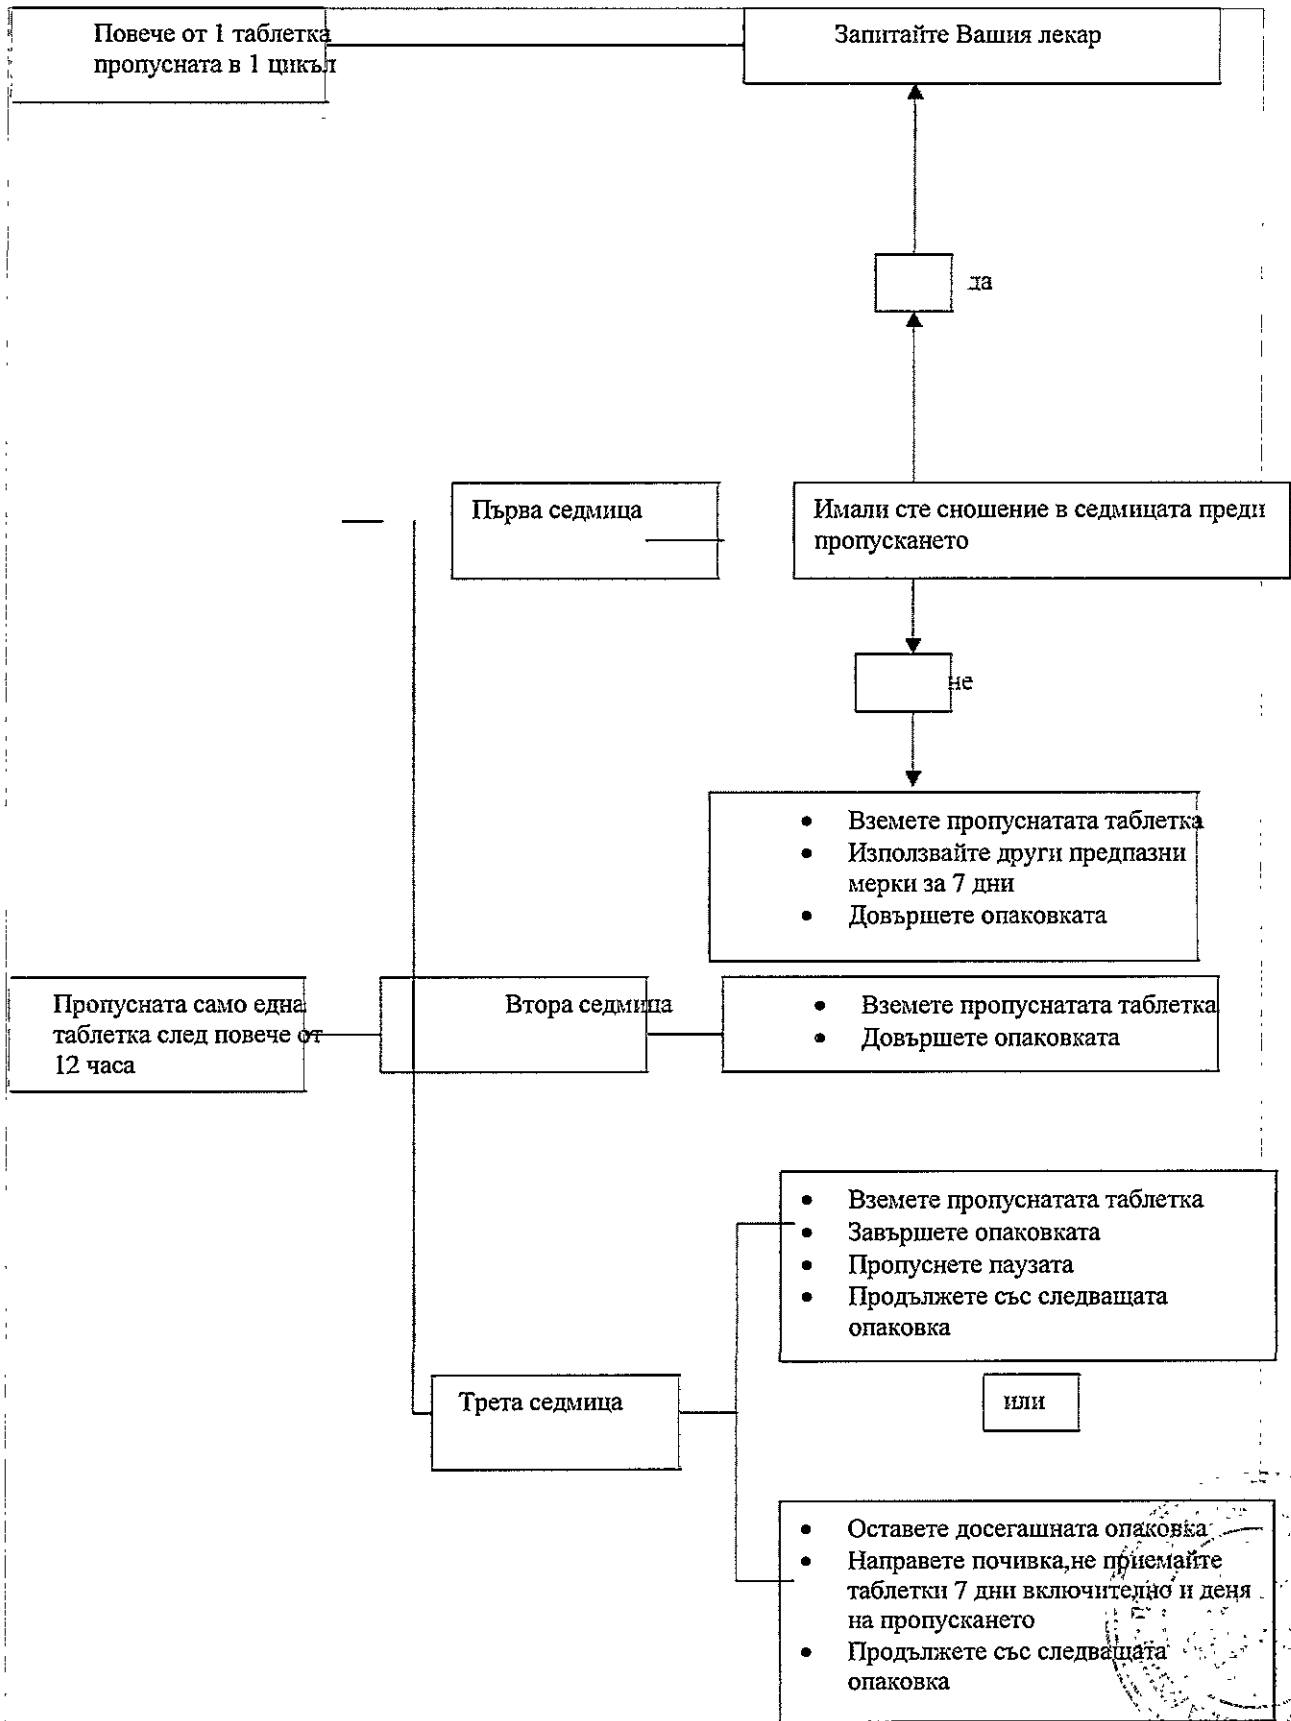 Повече от 1 таблетка
пропусната в 1 цикъл
Запитайте Вашия лекар
да
Първа седмица
Имали сте сношение в седмицата преди
пропускането
не
• Вземете пропуснатата таблетка
• Използвайте други предпазни
мерки за 7 дни
• Довършете опаковката
Пропусната само една
таблетка след повече от
12 часа
Втора седмица
• Вземете пропуснатата таблетка
• Довършете опаковката
• Вземете пропуснатата таблетка
• Завършете опаковката
• Пропуснете паузата
• Продължете със следващата
опаковка
Трета седмица
или
• Оставете досегашната опаковка
• Направете почивка,не приемайте
таблетки 7 дни включително и деня
на пропускането
• Продължете със следващата
опаковка